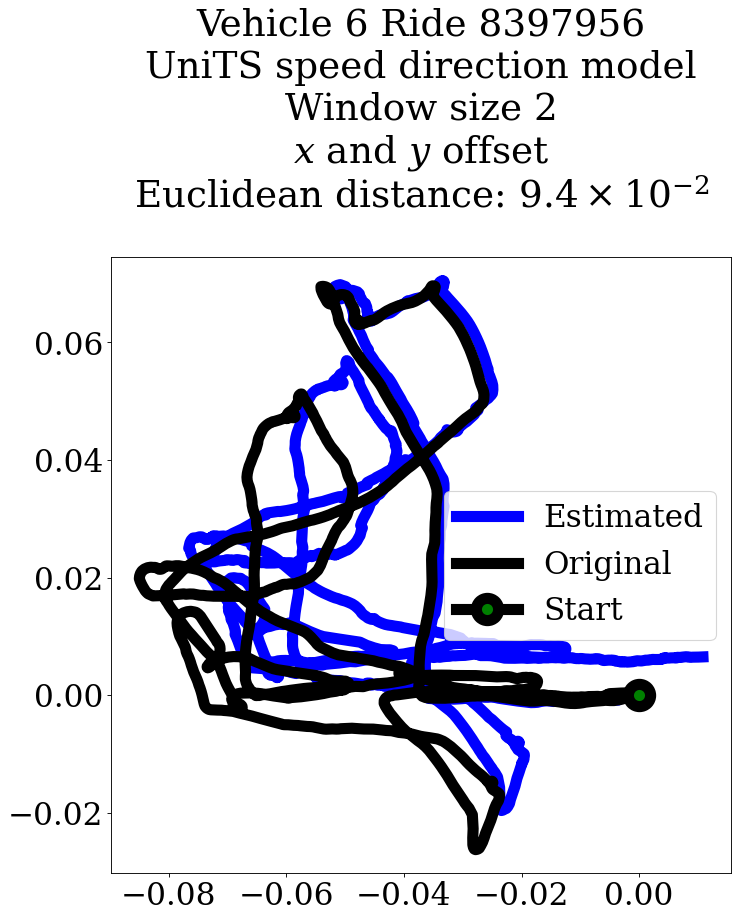 Vehicle 6 Ride 8397956
UniTS speed direction model
Window size 2
x and y offset
Euclidean distance: 9.4 × 10⁻²
0.06
0.04
0.02
0.00
−0.02
Estimated
Original
Start
−0.08 −0.06 −0.04 −0.02 0.00